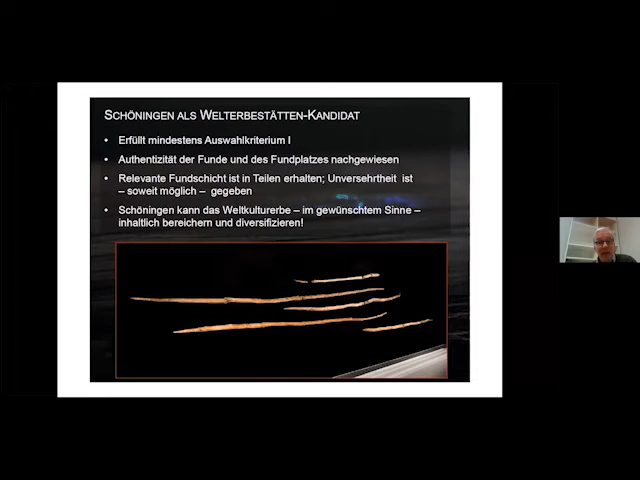 SCHÖNINGEN ALS WELTERBESTÄTTEN-KANDIDAT
• Erfüllt mindestens Auswahlkriterium I
• Authentizität der Funde und des Fundplatzes nachgewiesen
• Relevante Fundschicht ist in Teilen erhalten; Unversehrtheit ist
– soweit möglich – gegeben
• Schöningen kann das Weltkulturerbe – im gewünschtem Sinne –
inhaltlich bereichern und diversifizieren!